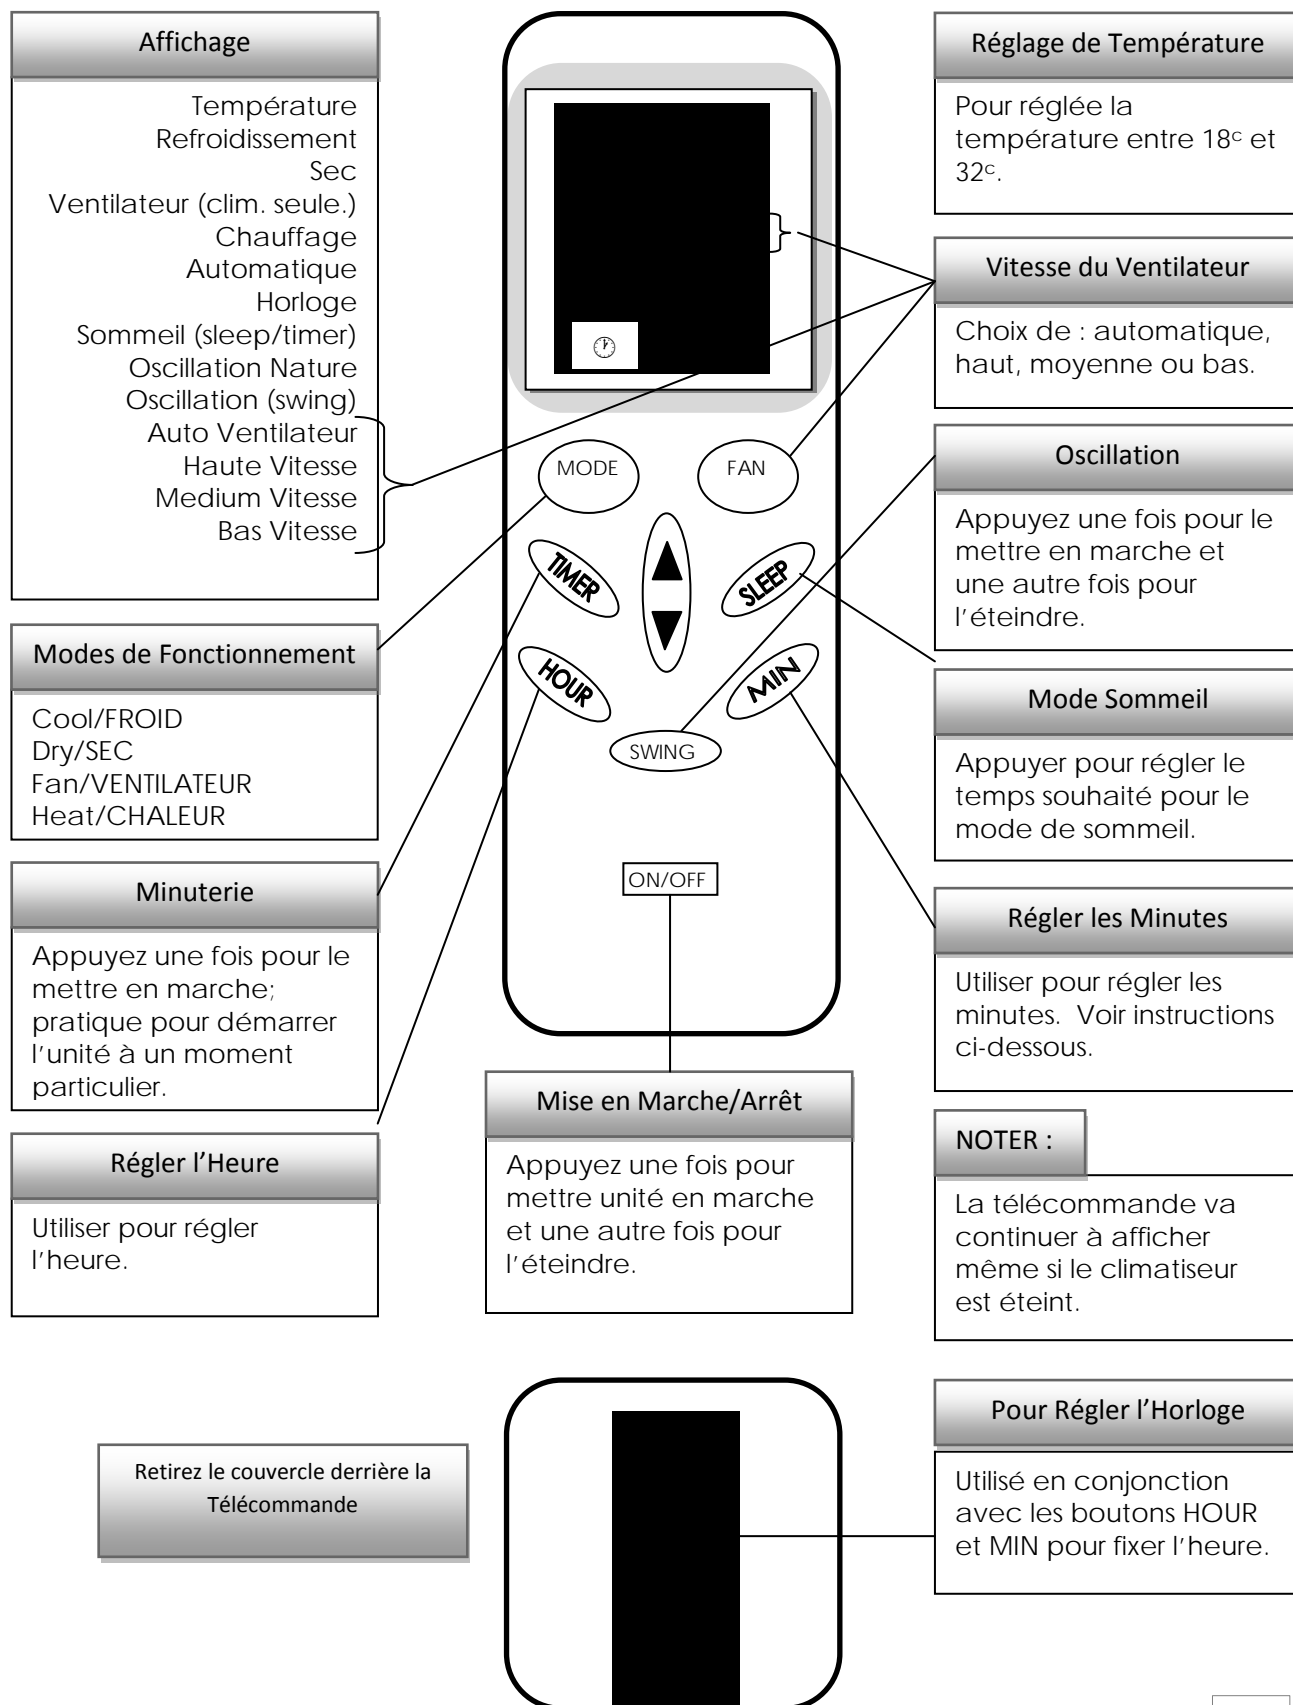 Affichage
Température
Refroidissement
Sec
Ventilateur (clim. seule.)
Chauffage
Automatique
Horloge
Sommeil (sleep/timer)
Oscillation Nature
Oscillation (swing)
Auto Ventilateur
Haute Vitesse
Medium Vitesse
Bas Vitesse
Modes de Fonctionnement
Cool/FROID
Dry/SEC
Fan/VENTILATEUR
Heat/CHALEUR
Minuterie
Appuyez une fois pour le
mettre en marche;
pratique pour démarrer
l'unité à un moment
particulier.
Régler l'Heure
Utiliser pour régler
l'heure.
MODE
FAN
TIMER
SLEEP
HOUR
MIN
SWING
ON/OFF
Mise en Marche/Arrêt
Appuyez une fois pour
mettre unité en marche
et une autre fois pour
l'éteindre.
Réglage de Température
Pour réglée la
température entre 18ᶜ et
32ᶜ.
Vitesse du Ventilateur
Choix de : automatique,
haut, moyenne ou bas.
Oscillation
Appuyez une fois pour le
mettre en marche et
une autre fois pour
l'éteindre.
Mode Sommeil
Appuyer pour régler le
temps souhaité pour le
mode de sommeil.
Régler les Minutes
Utiliser pour régler les
minutes. Voir instructions
ci-dessous.
NOTER :
La télécommande va
continuer à afficher
même si le climatiseur
est éteint.
Retirez le couvercle derrière la
Télécommande
Pour Régler l'Horloge
Utilisé en conjonction
avec les boutons HOUR
et MIN pour fixer l'heure.